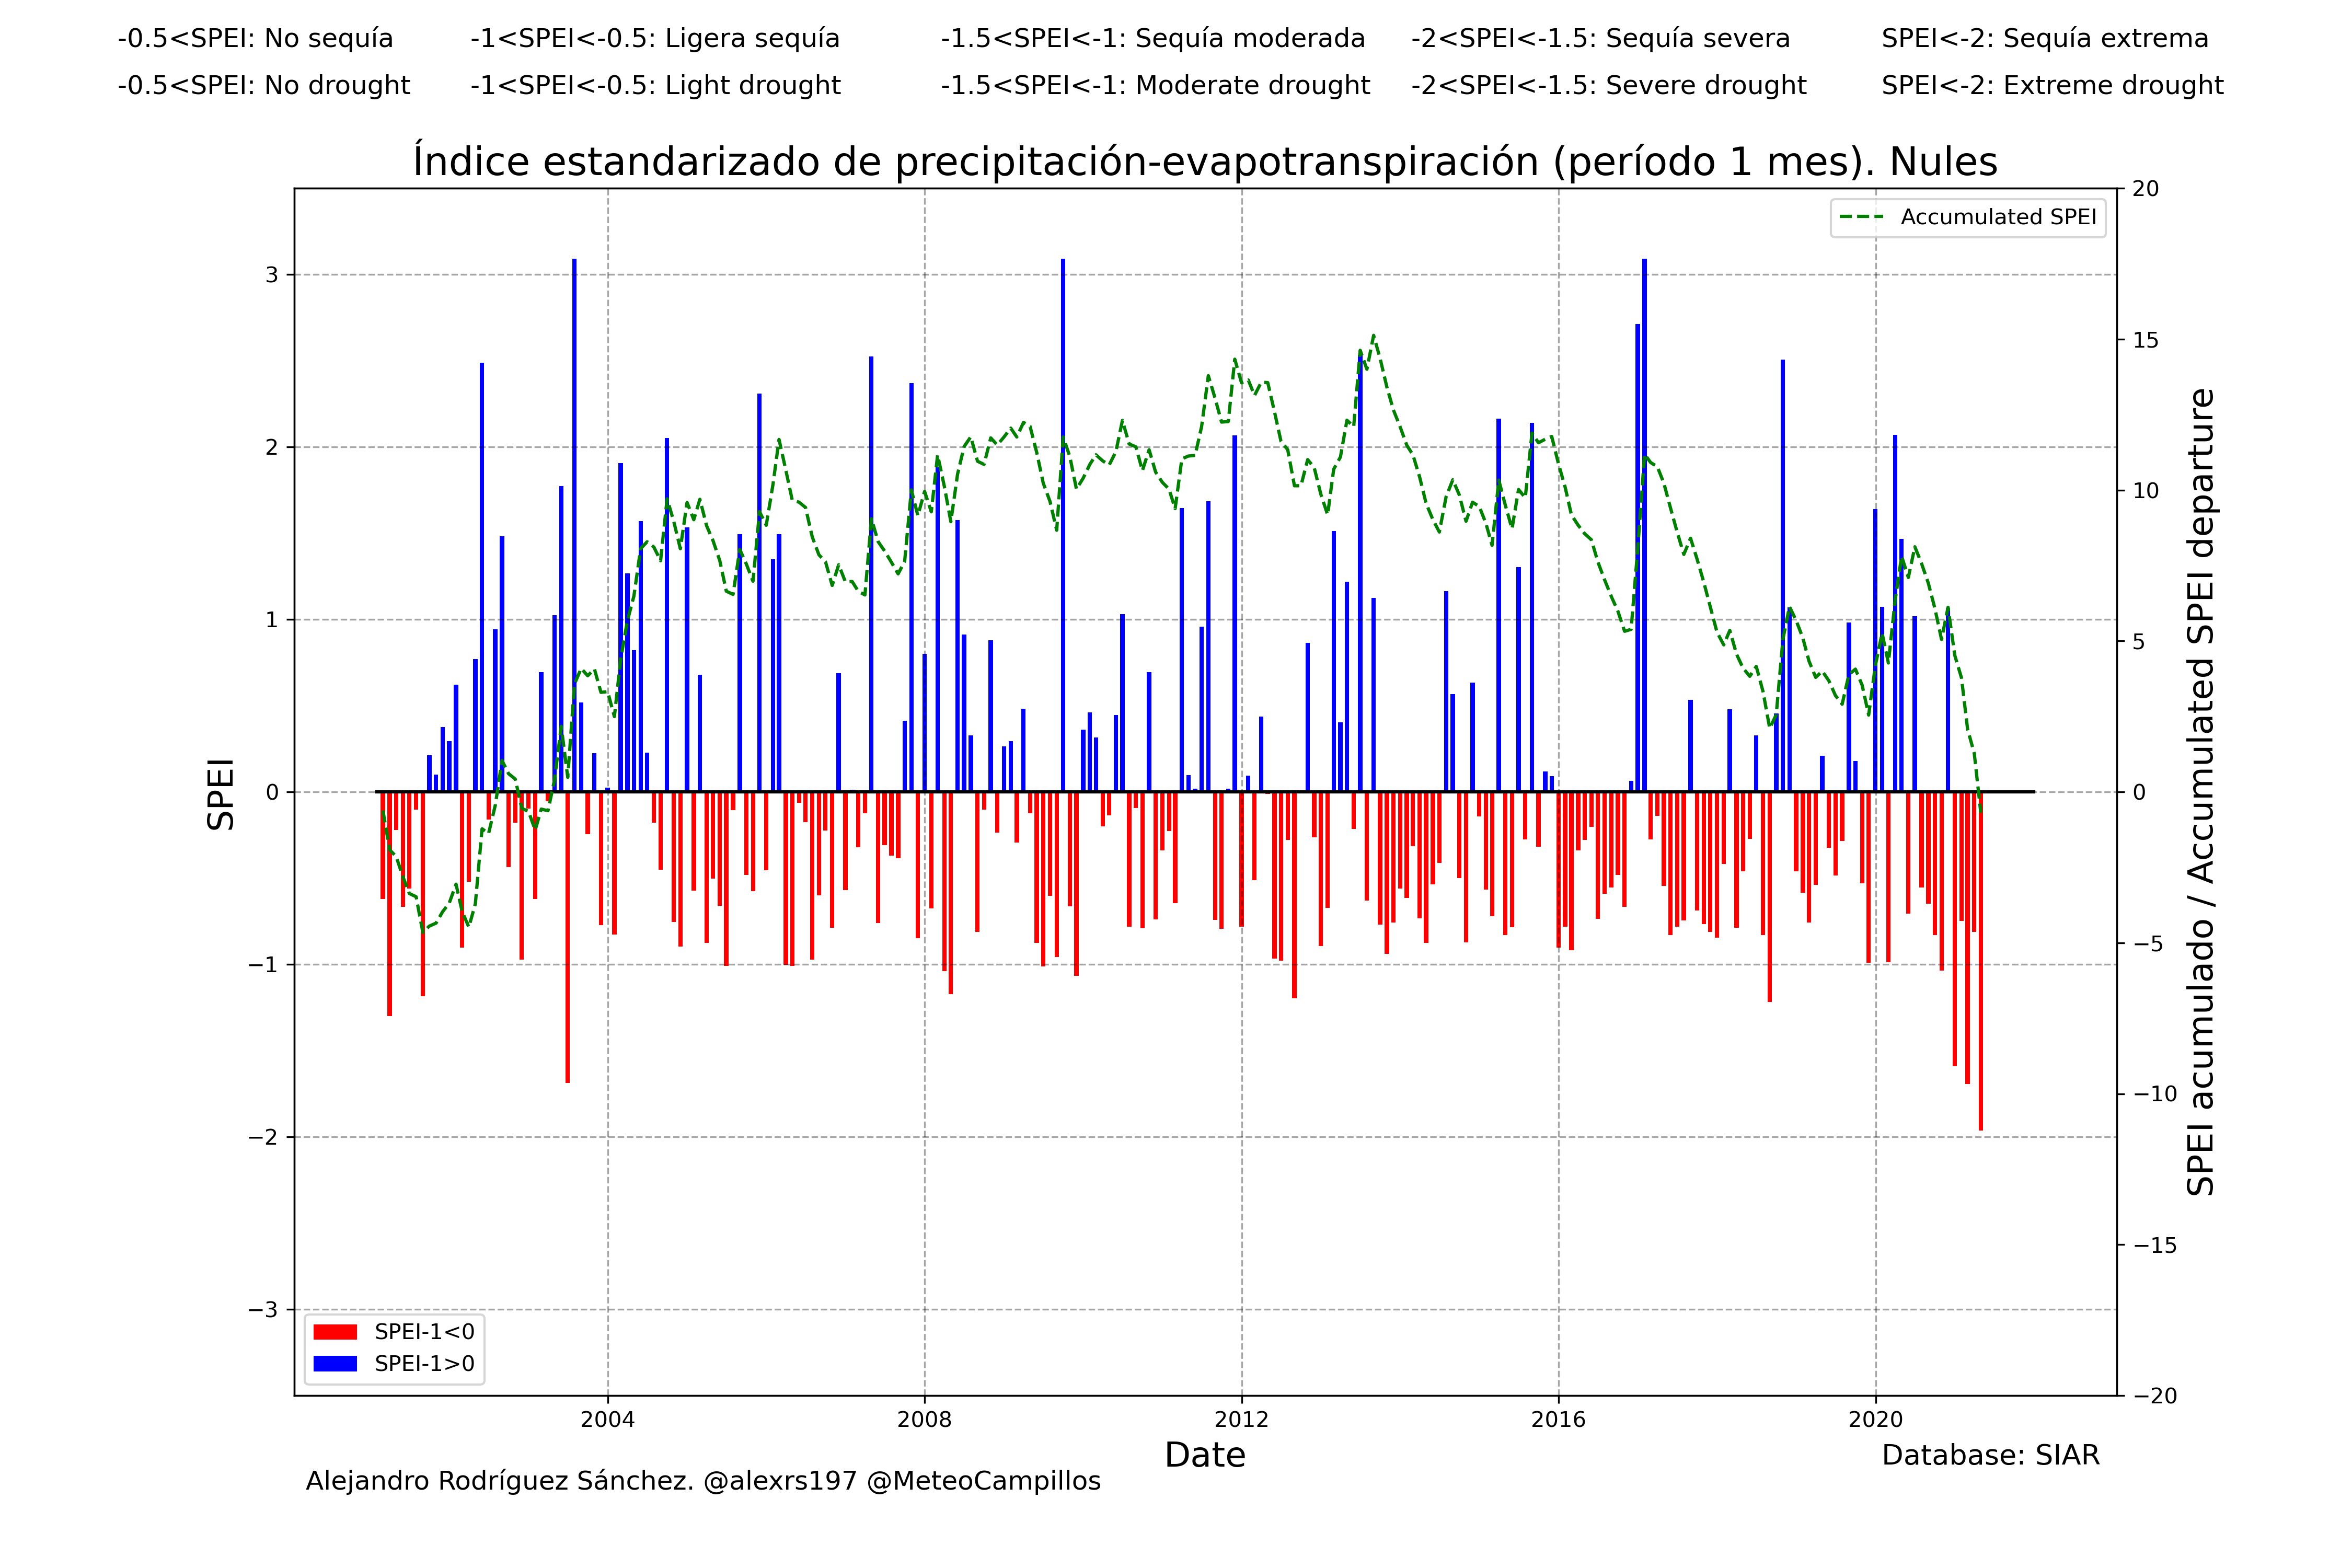 -0.5<SPEI: No sequía -1<SPEI<-0.5: Ligera sequía -1.5<SPEI<-1: Sequía moderada -2<SPEI<-1.5: Sequía severa SPEI<-2: Sequía extrema
-0.5<SPEI: No drought -1<SPEI<-0.5: Light drought -1.5<SPEI<-1: Moderate drought -2<SPEI<-1.5: Severe drought SPEI<-2: Extreme drought
Índice estandarizado de precipitación-evapotranspiración (período 1 mes). Nules
Accumulated SPEI
3
2
1
0
−1
−2
−3
SPEI
20
15
10
5
0
−5
−10
−15
−20
SPEI acumulado / Accumulated SPEI departure
SPEI-1<0
SPEI-1>0
2004 2008 2012 2016 2020
Date
Database: SIAR
Alejandro Rodríguez Sánchez. @alexrs197 @MeteoCampillos